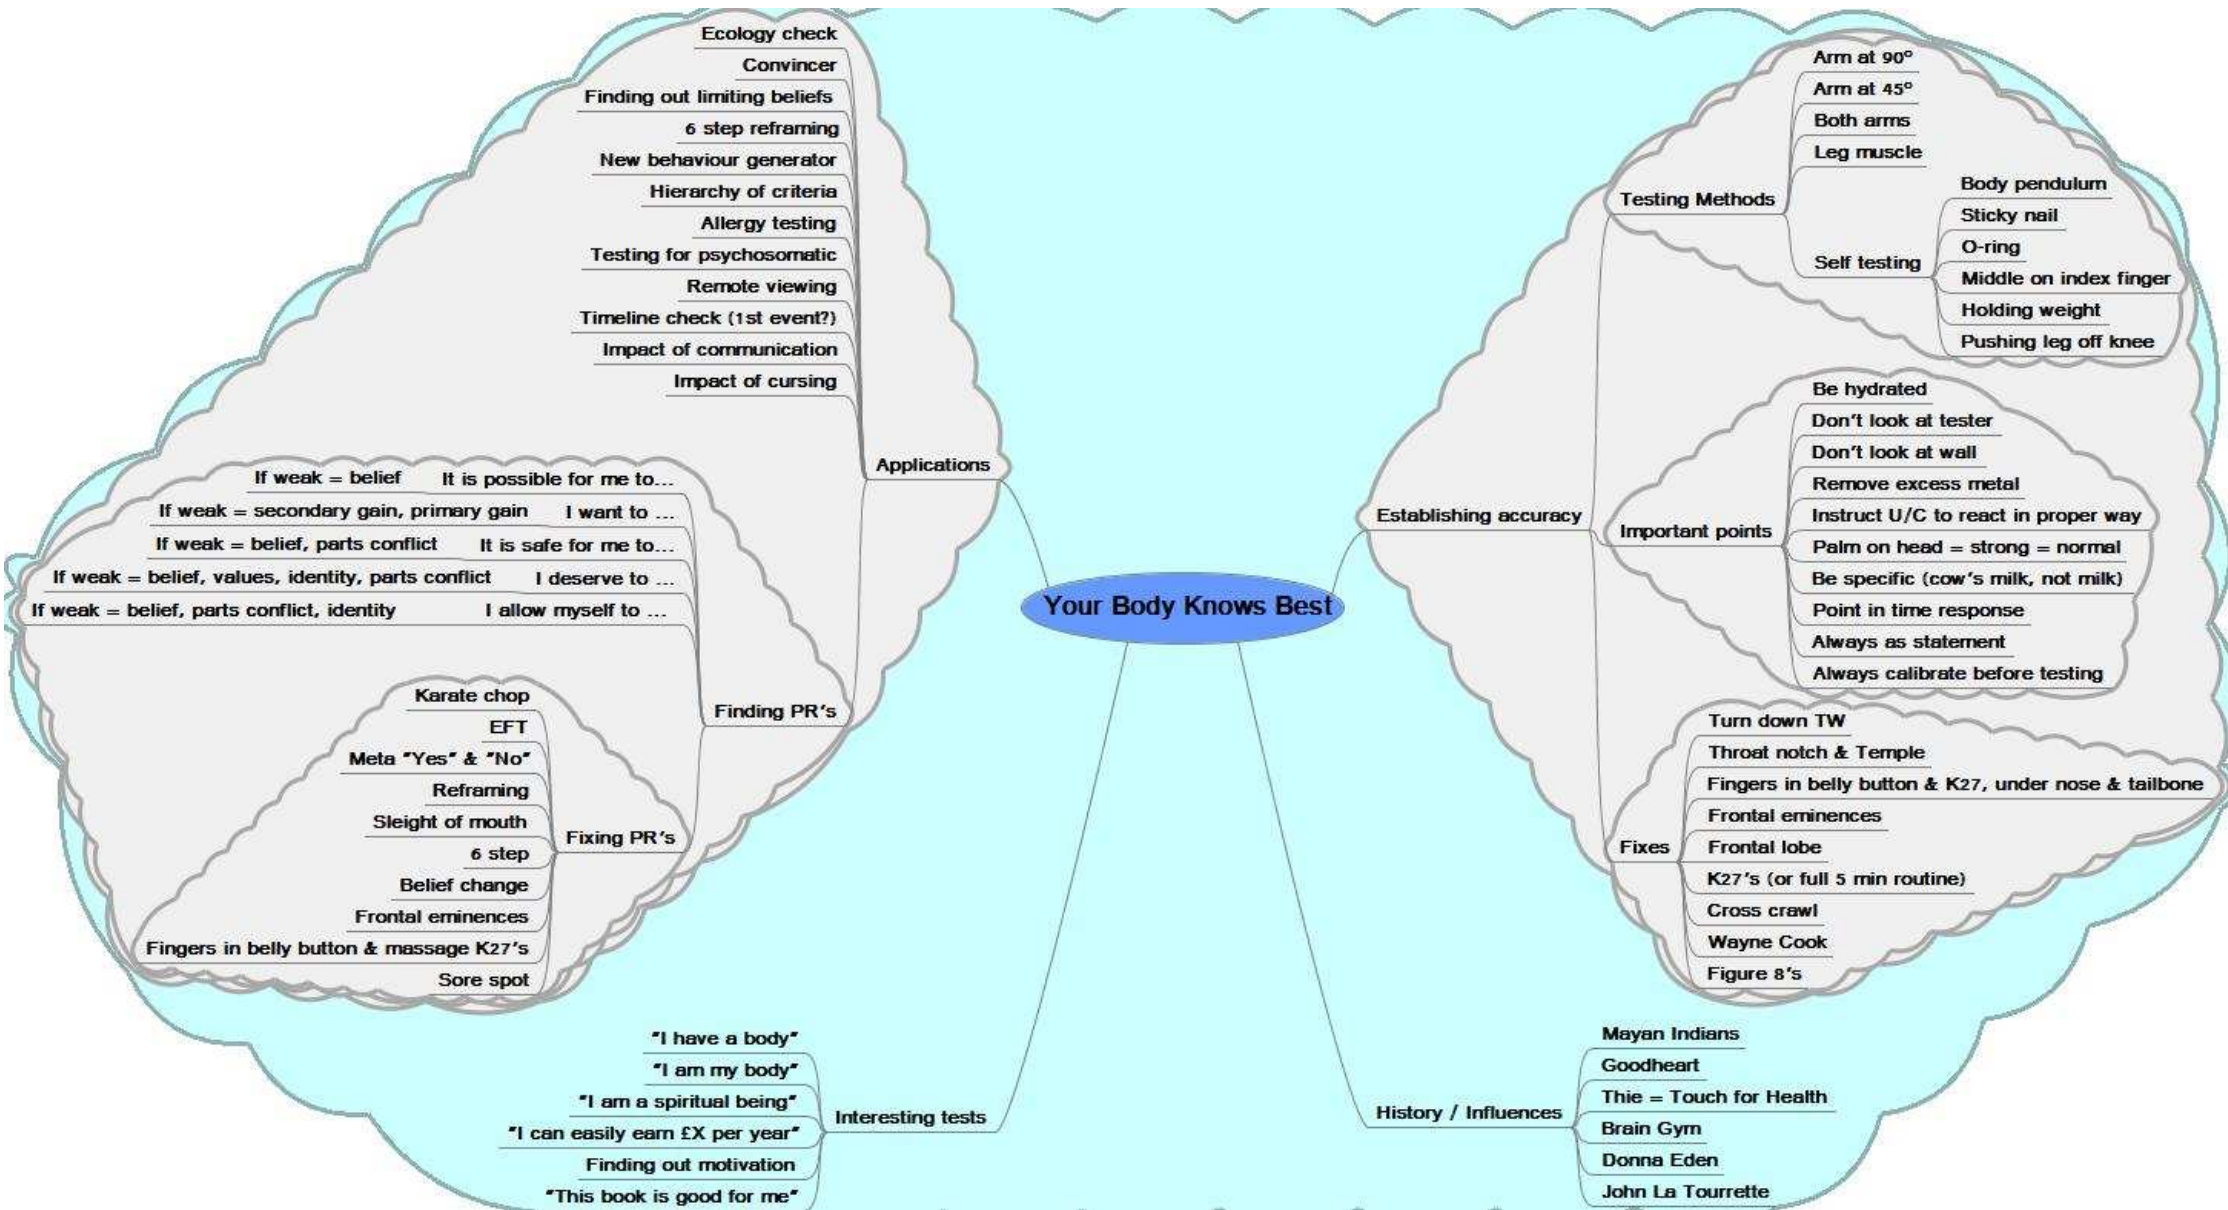 Your Body Knows Best
Applications
Ecology check
Convincer
Finding out limiting beliefs
6 step reframing
New behaviour generator
Hierarchy of criteria
Allergy testing
Testing for psychosomatic
Remote viewing
Timeline check (1st event?)
Impact of communication
Impact of cursing
Finding PR's
If weak = belief It is possible for me to...
If weak = secondary gain, primary gain I want to ...
If weak = belief, parts conflict It is safe for me to...
If weak = belief, values, identity, parts conflict I deserve to ...
If weak = belief, parts conflict, identity I allow myself to ...
Fixing PR's
Karate chop
EFT
Meta "Yes" & "No"
Reframing
Sleight of mouth
6 step
Belief change
Frontal eminences
Fingers in belly button & massage K27's
Sore spot
Interesting tests
"I have a body"
"I am my body"
"I am a spiritual being"
"I can easily earn £X per year"
Finding out motivation
"This book is good for me"
Establishing accuracy
Testing Methods
Arm at 90º
Arm at 45º
Both arms
Leg muscle
Self testing
Body pendulum
Sticky nail
O-ring
Middle on index finger
Holding weight
Pushing leg off knee
Important points
Be hydrated
Don't look at tester
Don't look at wall
Remove excess metal
Instruct U/C to react in proper way
Palm on head = strong = normal
Be specific (cow's milk, not milk)
Point in time response
Always as statement
Always calibrate before testing
Fixes
Turn down TW
Throat notch & Temple
Fingers in belly button & K27, under nose & tailbone
Frontal eminences
Frontal lobe
K27's (or full 5 min routine)
Cross crawl
Wayne Cook
Figure 8's
History / Influences
Mayan Indians
Goodheart
Thie = Touch for Health
Brain Gym
Donna Eden
John La Tourrette